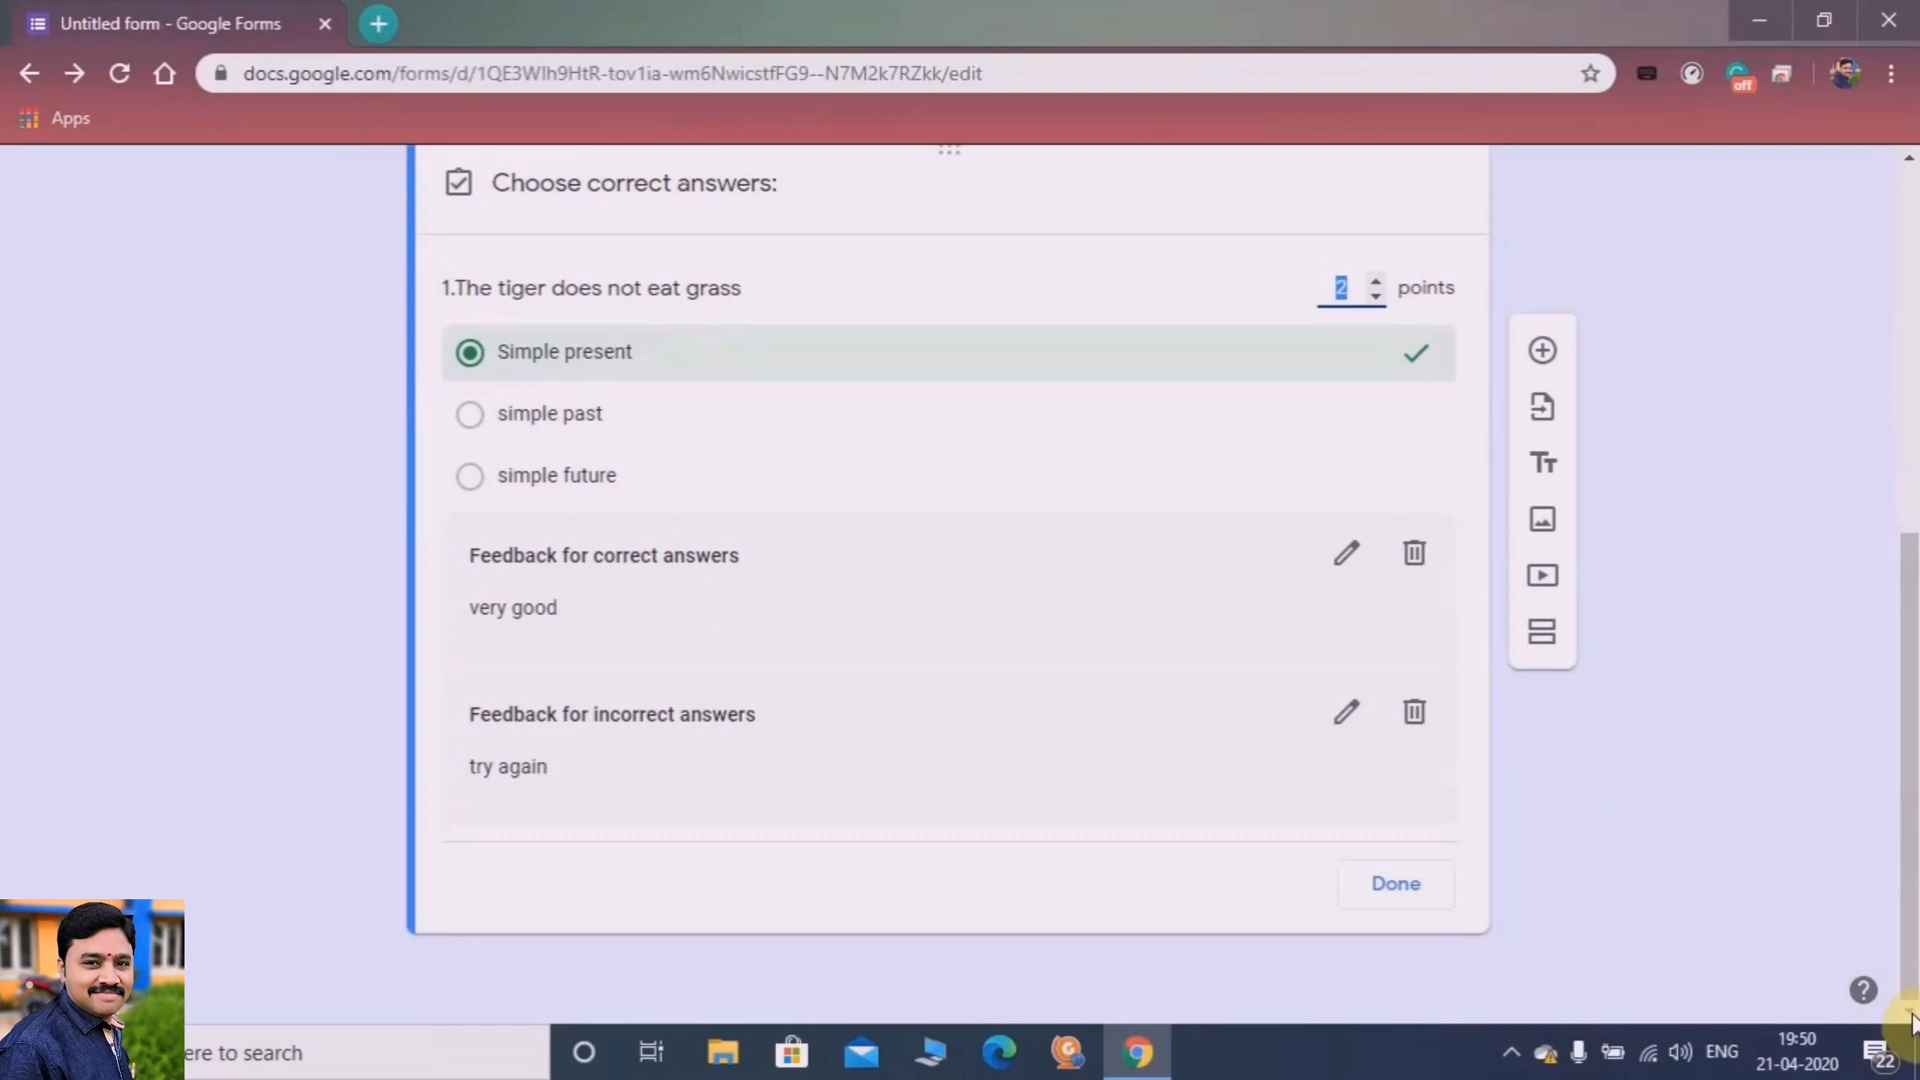 Untitled form - Google Forms
docs.google.com/forms/d/1QE3WIh9HtR-tov1ia-wm6NwicstfFG9--N7M2k7RZkk/edit
off
Apps
Choose correct answers:
1.The tiger does not eat grass
2 points
Simple present
simple past
simple future
Feedback for correct answers
very good
Feedback for incorrect answers
try again
Done
ere to search
ENG
19:50
21-04-2020
22